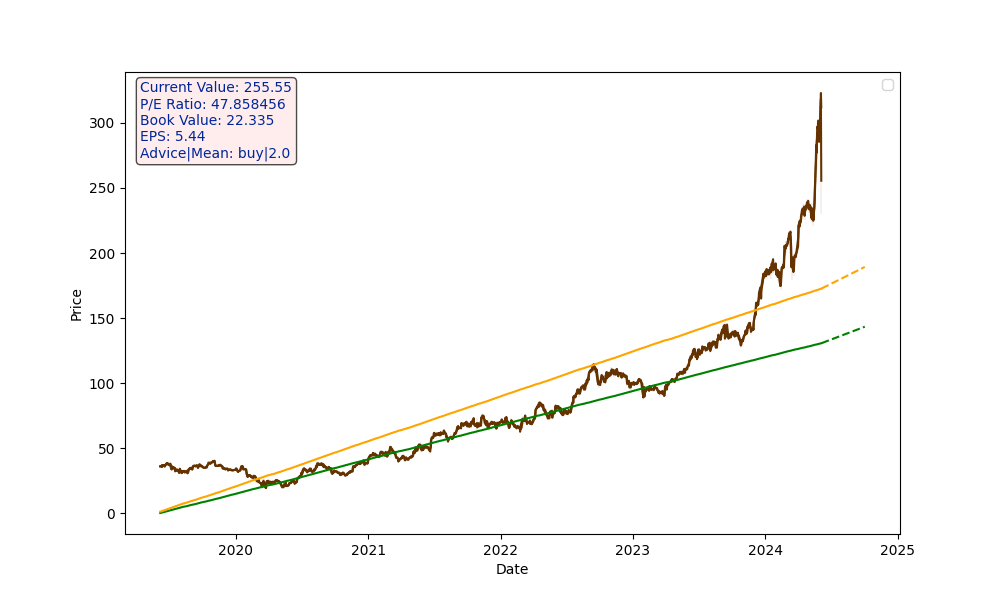 Current Value: 255.55
P/E Ratio: 47.858456
Book Value: 22.335
EPS: 5.44
Advice|Mean: buy|2.0
300
250
200
150
100
50
0
Price
2020 2021 2022 2023 2024 2025
Date